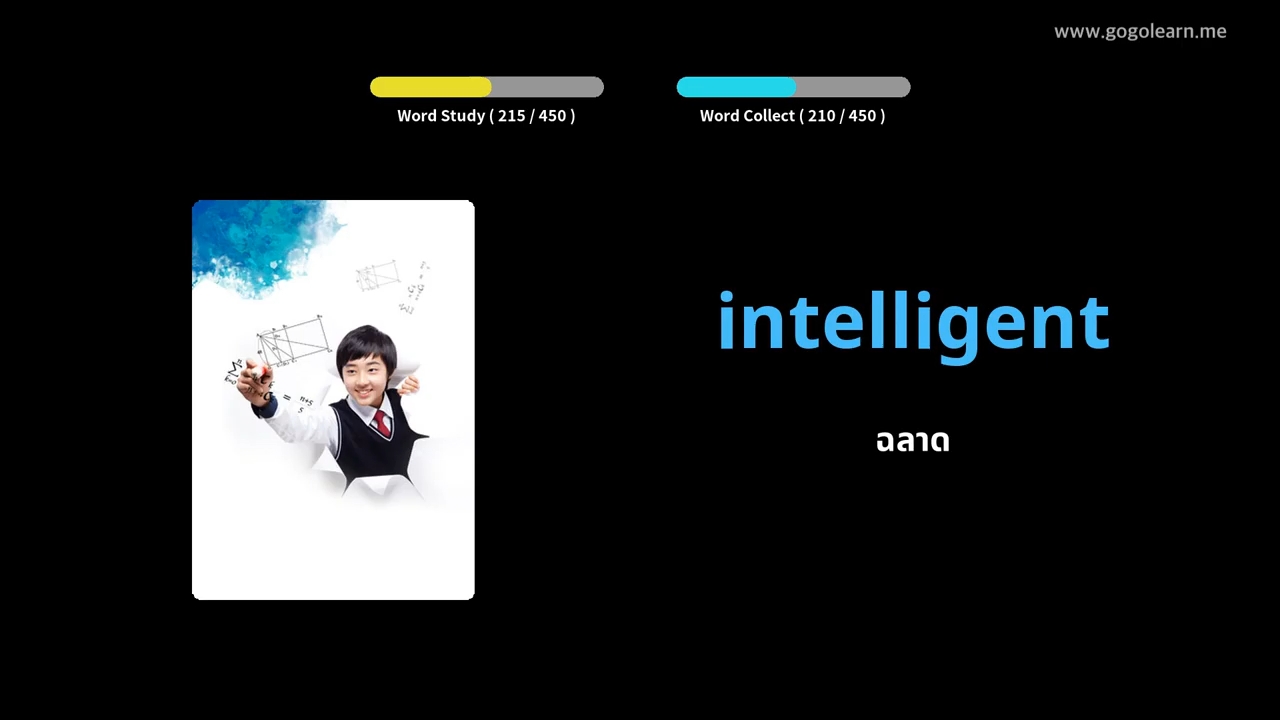 www.gogolearn.me
Word Study ( 215 / 450 )
Word Collect ( 210 / 450 )
intelligent
ฉลาด